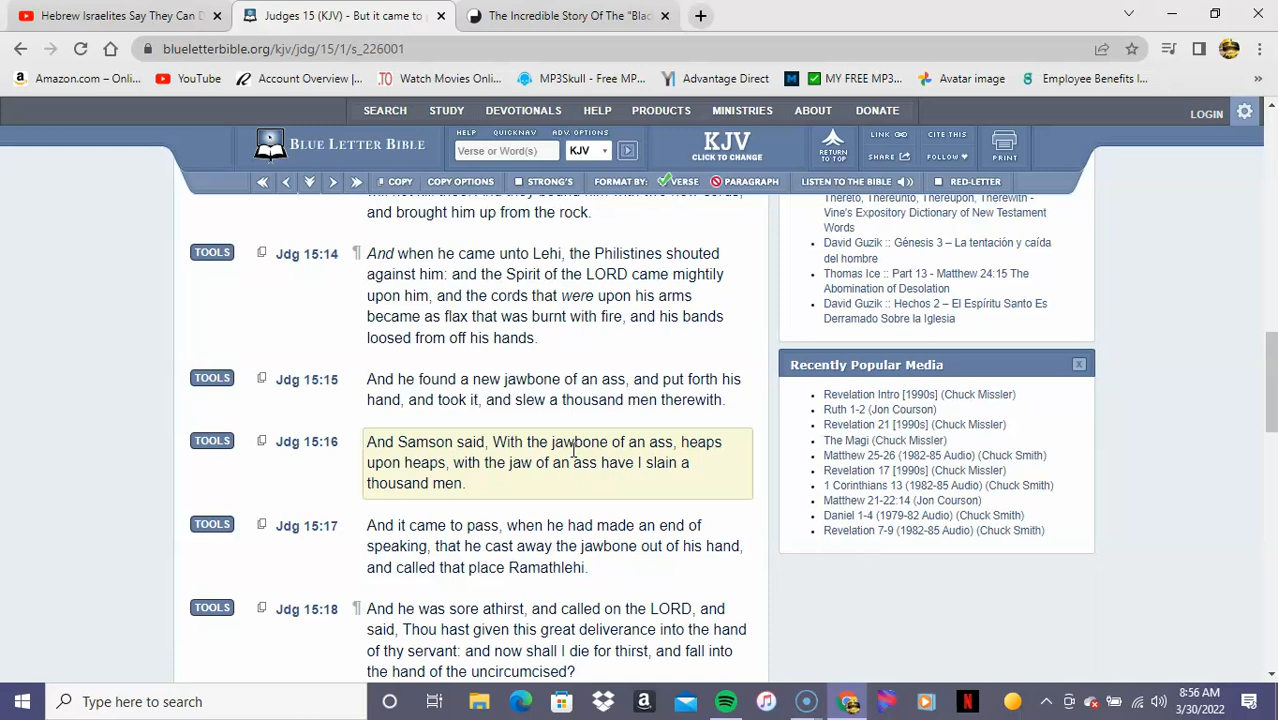 Hebrew Israelites Say They Can D
Judges 15 (KJV) - But it came to p
The Incredible Story Of The "Blac
blueletterbible.org/kjv/jdg/15/1/s_226001
Amazon.com – Onli...
YouTube
Account Overview |...
Watch Movies Onli...
MP3Skull - Free MP...
Advantage Direct
MY FREE MP3...
Avatar image
Employee Benefits I...
SEARCH
STUDY
DEVOTIONALS
HELP
PRODUCTS
MINISTRIES
ABOUT
DONATE
LOGIN
BLUE LETTER BIBLE
HELP
QUICKNAV
ADV. OPTIONS
Verse or Word(s)
KJV
KJV
CLICK TO CHANGE
RETURN
TO TOP
LINK
SHARE
CITE THIS
FOLLOW
PRINT
COPY
COPY OPTIONS
STRONG'S
FORMAT BY:
VERSE
PARAGRAPH
LISTEN TO THE BIBLE
RED-LETTER
and brought him up from the rock.
TOOLS
Jdg 15:14
¶ And when he came unto Lehi, the Philistines shouted
against him: and the Spirit of the LORD came mightily
upon him, and the cords that were upon his arms
became as flax that was burnt with fire, and his bands
loosed from off his hands.
TOOLS
Jdg 15:15
And he found a new jawbone of an ass, and put forth his
hand, and took it, and slew a thousand men therewith.
TOOLS
Jdg 15:16
And Samson said, With the jawbone of an ass, heaps
upon heaps, with the jaw of an ass have I slain a
thousand men.
TOOLS
Jdg 15:17
And it came to pass, when he had made an end of
speaking, that he cast away the jawbone out of his hand,
and called that place Ramathlehi.
TOOLS
Jdg 15:18
¶ And he was sore athirst, and called on the LORD, and
said, Thou hast given this great deliverance into the hand
of thy servant: and now shall I die for thirst, and fall into
the hand of the uncircumcised?
Thereto, Thereunto, Thereupon, Therewith -
Vine's Expository Dictionary of New Testament
Words
David Guzik :: Génesis 3 – La tentación y caída
del hombre
Thomas Ice :: Part 13 - Matthew 24:15 The
Abomination of Desolation
David Guzik :: Hechos 2 – El Espíritu Santo Es
Derramado Sobre la Iglesia
Recently Popular Media
Revelation Intro [1990s] (Chuck Missler)
Ruth 1-2 (Jon Courson)
Revelation 21 [1990s] (Chuck Missler)
The Magi (Chuck Missler)
Matthew 25-26 (1982-85 Audio) (Chuck Smith)
Revelation 17 [1990s] (Chuck Missler)
1 Corinthians 13 (1982-85 Audio) (Chuck Smith)
Matthew 21-22:14 (Jon Courson)
Daniel 1-4 (1979-82 Audio) (Chuck Smith)
Revelation 7-9 (1982-85 Audio) (Chuck Smith)
Type here to search
8:56 AM
3/30/2022